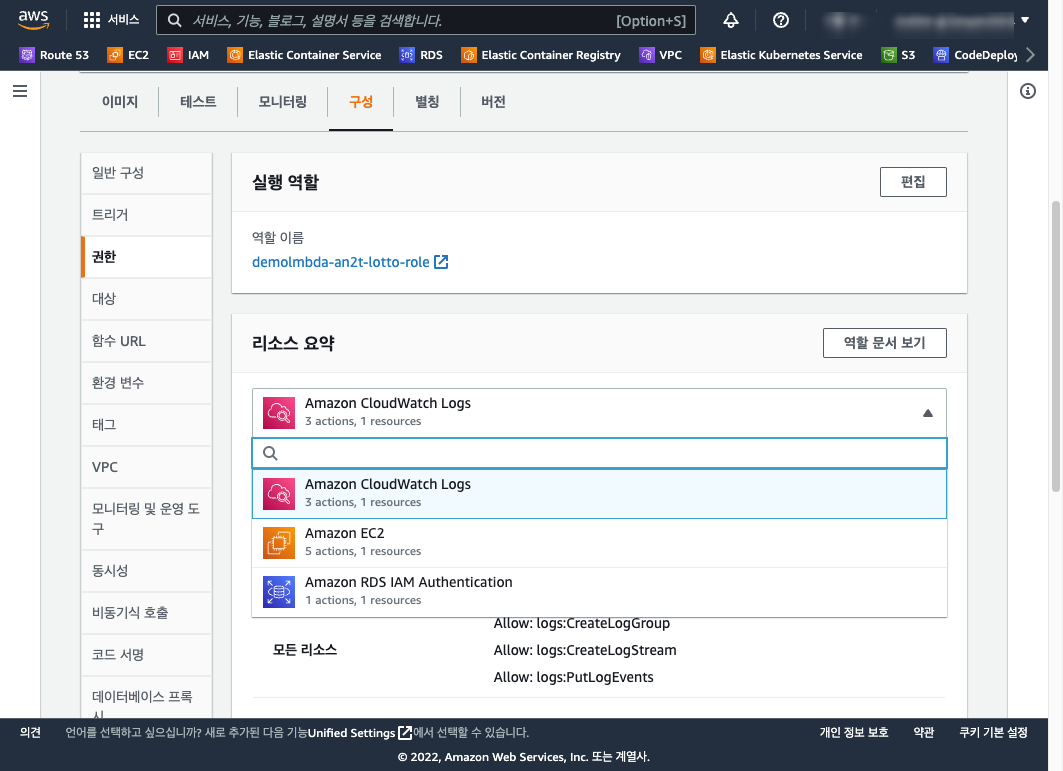 aws
서비스
서비스, 기능, 블로그, 설명서 등을 검색합니다.
[Option+S]
Route 53
EC2
IAM
Elastic Container Service
RDS
Elastic Container Registry
VPC
Elastic Kubernetes Service
S3
CodeDeploy
이미지
테스트
모니터링
구성
별칭
버전
일반 구성
트리거
권한
대상
함수 URL
환경 변수
태그
VPC
모니터링 및 운영 도
구
동시성
비동기식 호출
코드 서명
데이터베이스 프록
시
실행 역할
편집
역할 이름
demolmbda-an2t-lotto-role
리소스 요약
역할 문서 보기
Amazon CloudWatch Logs
3 actions, 1 resources
Amazon CloudWatch Logs
3 actions, 1 resources
Amazon EC2
5 actions, 1 resources
Amazon RDS IAM Authentication
1 actions, 1 resources
모든 리소스
Allow: logs:CreateLogGroup
Allow: logs:CreateLogStream
Allow: logs:PutLogEvents
의견
언어를 선택하고 싶으십니까? 새로 추가된 다음 기능Unified Settings에서 선택할 수 있습니다.
개인 정보 보호
약관
쿠키 기본 설정
© 2022, Amazon Web Services, Inc. 또는 계열사.